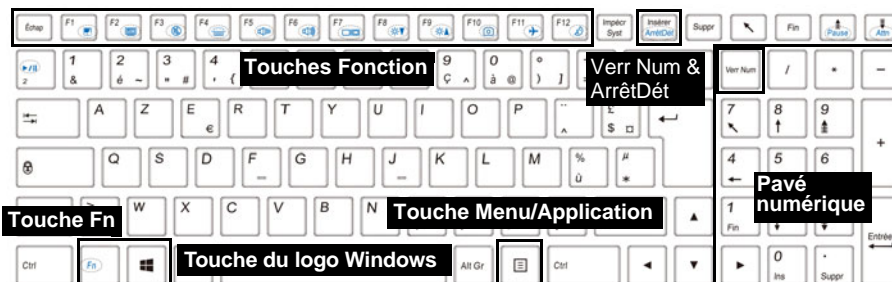 Échap F1 F2 F3 F4 F5 F6 F7 F8 F9 F10 F11 F12 Impécr Syst Insérer ArrêtDét Suppr Fin Pause Attn
2 1 & 2 é ~ 3 " # 4 ' { Touches Fonction 9 Ç ^ 0 à @ ° ) ] Verr Num & ArrêtDét Verr Num / * -
A Z E € R T Y U I O P ¨ ^ £ $ ¤ 7 8 9
Q S D F G H J K L M % ù µ * 4 5 6 +
Touche Fn W X C V B N Touche Menu/Application 1 Fin Pavé numérique Entrée
Ctrl Fn Touche du logo Windows Alt Gr Ctrl 0 Ins . Suppr